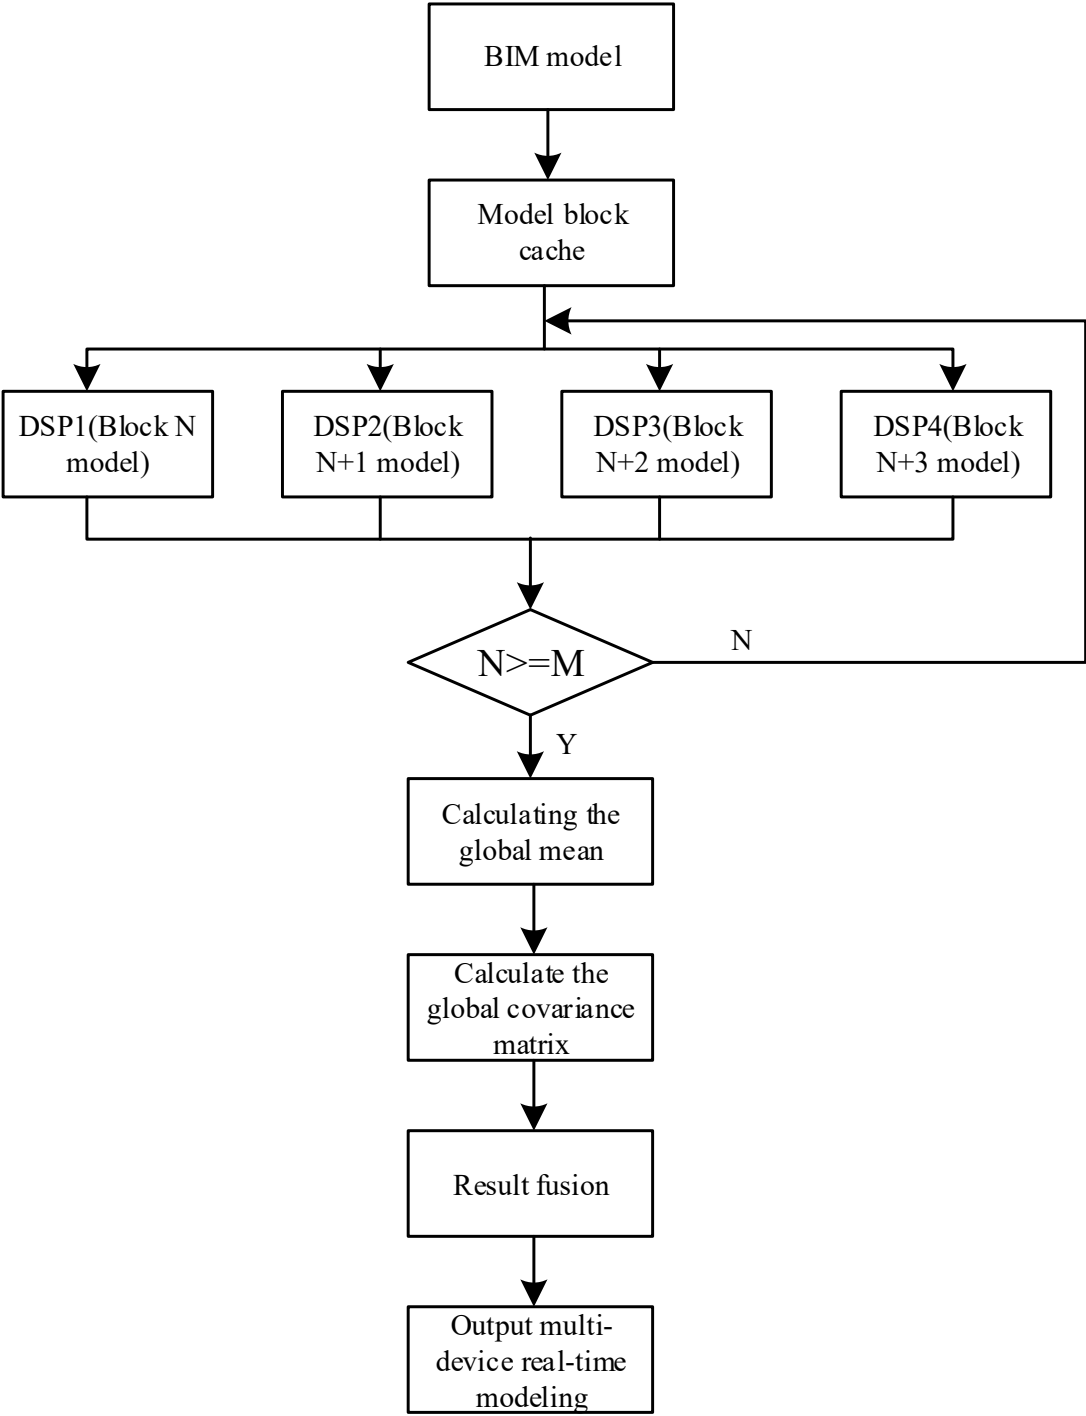 BIM model
Model block
cache
DSP1(Block N
model)
DSP2(Block
N+1 model)
DSP3(Block
N+2 model)
DSP4(Block
N+3 model)
N>=M
N
Y
Calculating the
global mean
Calculate the
global covariance
matrix
Result fusion
Output multi-
device real-time
modeling